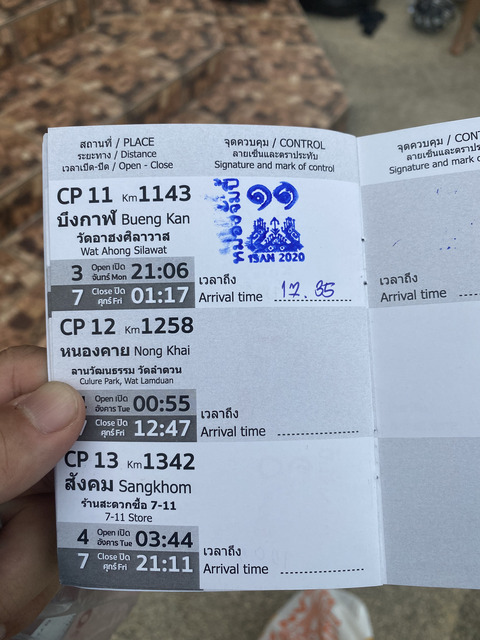 สถานที่ / PLACE
ระยะทาง / Distance
เวลาเปิด-ปิด / Open - Close
จุดควบคุม / CONTROL
ลายเซ็นและตราประทับ
Signature and mark of control
CP 11 Km 1143
บึงกาฬ Bueng Kan
วัดอาฮงศิลาวาส
Wat Ahong Silawat
3 Open เปิด จันทร์ Mon 21:06
7 Close ปิด ศุกร์ Fri 01:17
๑๑
ISAN 2020
เวลาถึง
Arrival time 17.35
CP 12 Km 1258
หนองคาย Nong Khai
ลานวัฒนธรรม วัดลำดวน
Culure Park, Wat Lamduan
Open เปิด อังคาร Tue 00:55
Close ปิด ศุกร์ Fri 12:47
เวลาถึง
Arrival time
CP 13 Km 1342
สังคม Sangkhom
ร้านสะดวกซื้อ 7-11
7-11 Store
4 Open เปิด อังคาร Tue 03:44
7 Close ปิด ศุกร์ Fri 21:11
เวลาถึง
Arrival time
จุดควบคุม / CONT
ลายเซ็นและตราประทับ
Signature and mark of
เวลาถึง
Arrival time